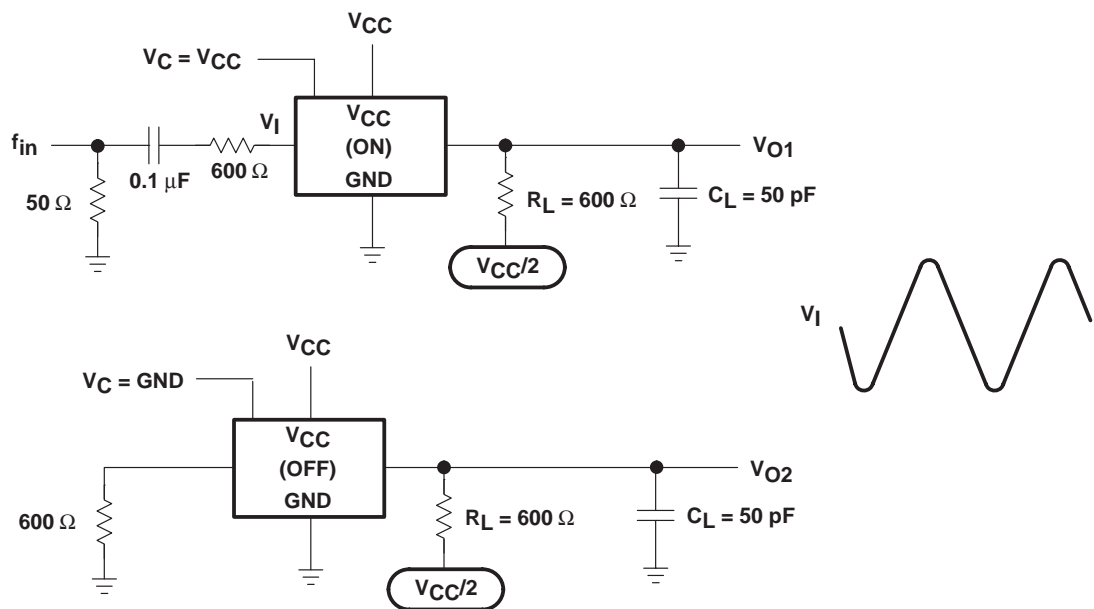 VCC
VC = VCC
fin
VI
VCC
(ON)
GND
VO1
0.1 μF
600 Ω
50 Ω
RL = 600 Ω
CL = 50 pF
VCC/2
VI
VCC
VC = GND
VCC
(OFF)
GND
VO2
600 Ω
RL = 600 Ω
CL = 50 pF
VCC/2